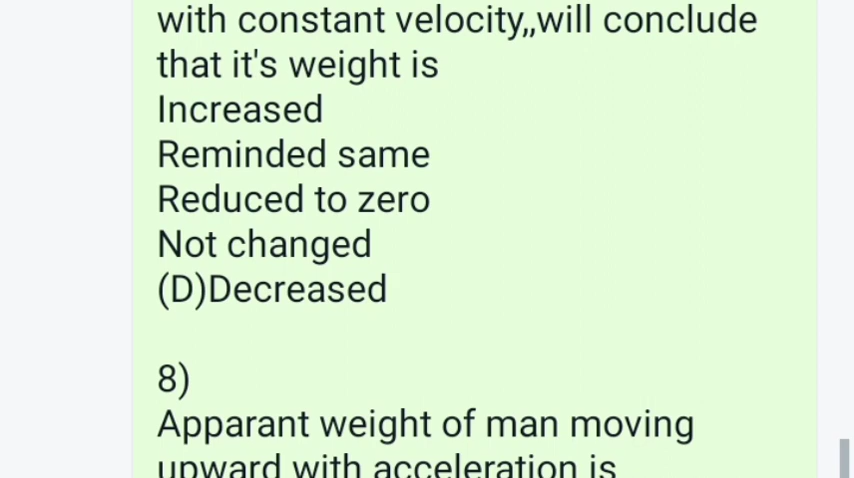 with constant velocity,,will conclude
that it's weight is
Increased
Reminded same
Reduced to zero
Not changed
(D)Decreased
8)
Apparant weight of man moving
upward with acceleration is